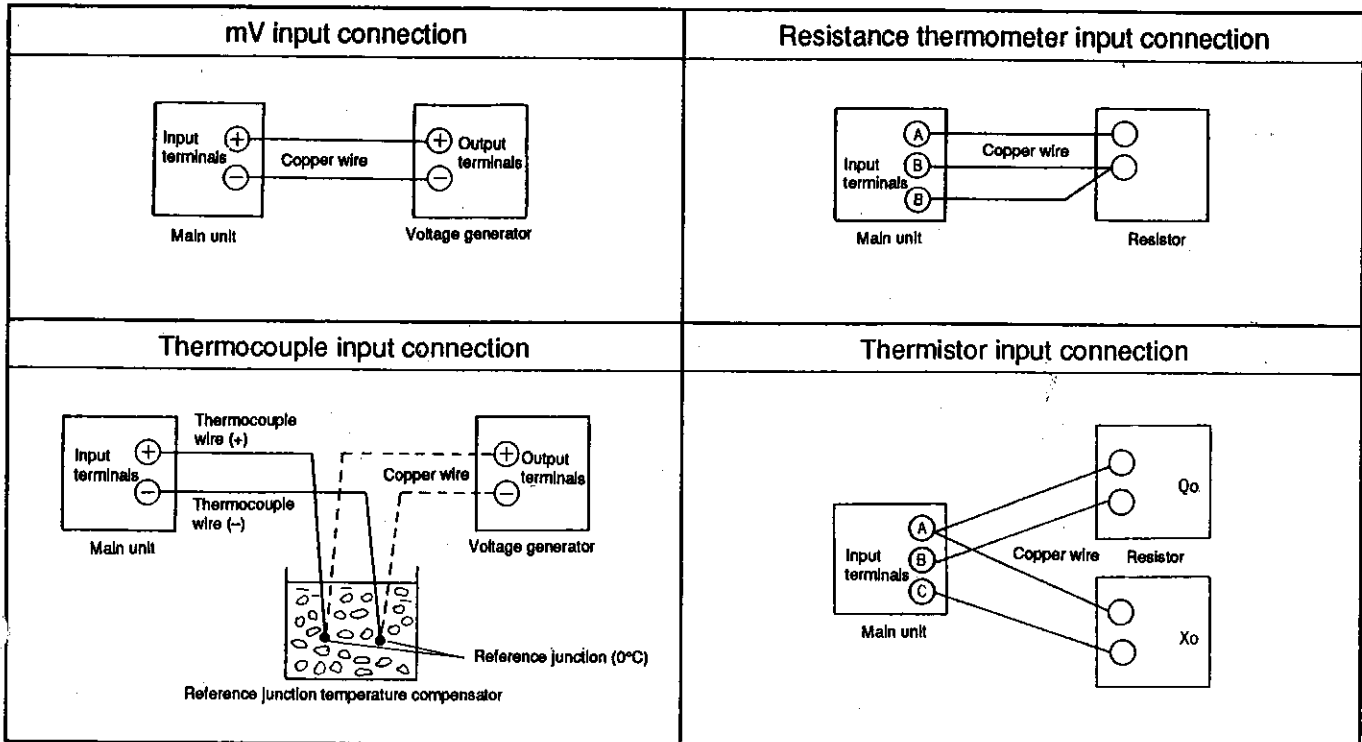 mV input connection
Input
terminals
+
−
Copper wire
+
−
Output
terminals
Main unit
Voltage generator
Resistance thermometer input connection
Input
terminals
A
B
B
Copper wire
Main unit
Resistor
Thermocouple input connection
Thermocouple
wire (+)
Input
terminals
+
−
Thermocouple
wire (−)
Copper wire
+
−
Output
terminals
Main unit
Voltage generator
Reference junction (0°C)
Reference junction temperature compensator
Thermistor input connection
Input
terminals
A
B
C
Copper wire
Main unit
Qo
Resistor
Xo